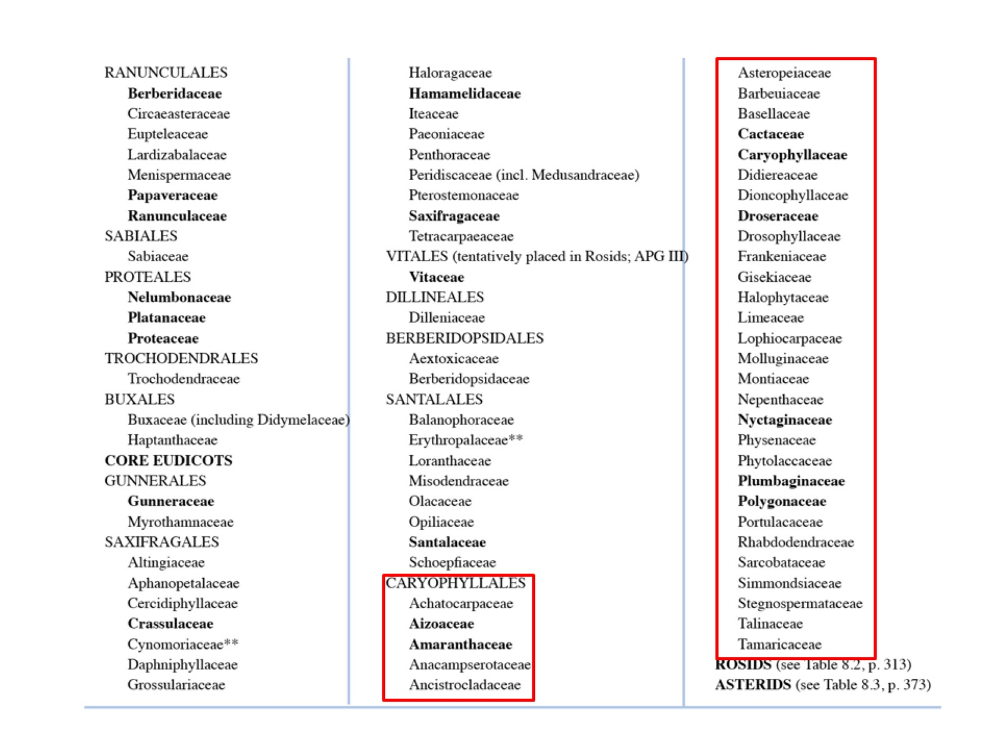 RANUNCULALES
Berberidaceae
Circaeasteraceae
Eupteleaceae
Lardizabalaceae
Menispermaceae
Papaveraceae
Ranunculaceae
SABIALES
Sabiaceae
PROTEALES
Nelumbonaceae
Platanaceae
Proteaceae
TROCHODENDRALES
Trochodendraceae
BUXALES
Buxaceae (including Didymelaceae)
Haptanthaceae
CORE EUDICOTS
GUNNERALES
Gunneraceae
Myrothamnaceae
SAXIFRAGALES
Altingiaceae
Aphanopetalaceae
Cercidiphyllaceae
Crassulaceae
Cynomoriaceae**
Daphniphyllaceae
Grossulariaceae
Haloragaceae
Hamamelidaceae
Iteaceae
Paeoniaceae
Penthoraceae
Peridiscaceae (incl. Medusandraceae)
Pterostemonaceae
Saxifragaceae
Tetracarpaeaceae
VITALES (tentatively placed in Rosids; APG III)
Vitaceae
DILLINEALES
Dilleniaceae
BERBERIDOPSIDALES
Aextoxicaceae
Berberidopsidaceae
SANTALALES
Balanophoraceae
Erythropalaceae**
Loranthaceae
Misodendraceae
Olacaceae
Opiliaceae
Santalaceae
Schoepfiaceae
CARYOPHYLLALES
Achatocarpaceae
Aizoaceae
Amaranthaceae
Anacampserotaceae
Ancistrocladaceae
Asteropeiaceae
Barbeuiaceae
Basellaceae
Cactaceae
Caryophyllaceae
Didiereaceae
Dioncophyllaceae
Droseraceae
Drosophyllaceae
Frankeniaceae
Gisekiaceae
Halophytaceae
Limeaceae
Lophiocarpaceae
Molluginaceae
Montiaceae
Nepenthaceae
Nyctaginaceae
Physenaceae
Phytolaccaceae
Plumbaginaceae
Polygonaceae
Portulacaceae
Rhabdodendraceae
Sarcobataceae
Simmondsiaceae
Stegnospermataceae
Talinaceae
Tamaricaceae
ROSIDS (see Table 8.2, p. 313)
ASTERIDS (see Table 8.3, p. 373)